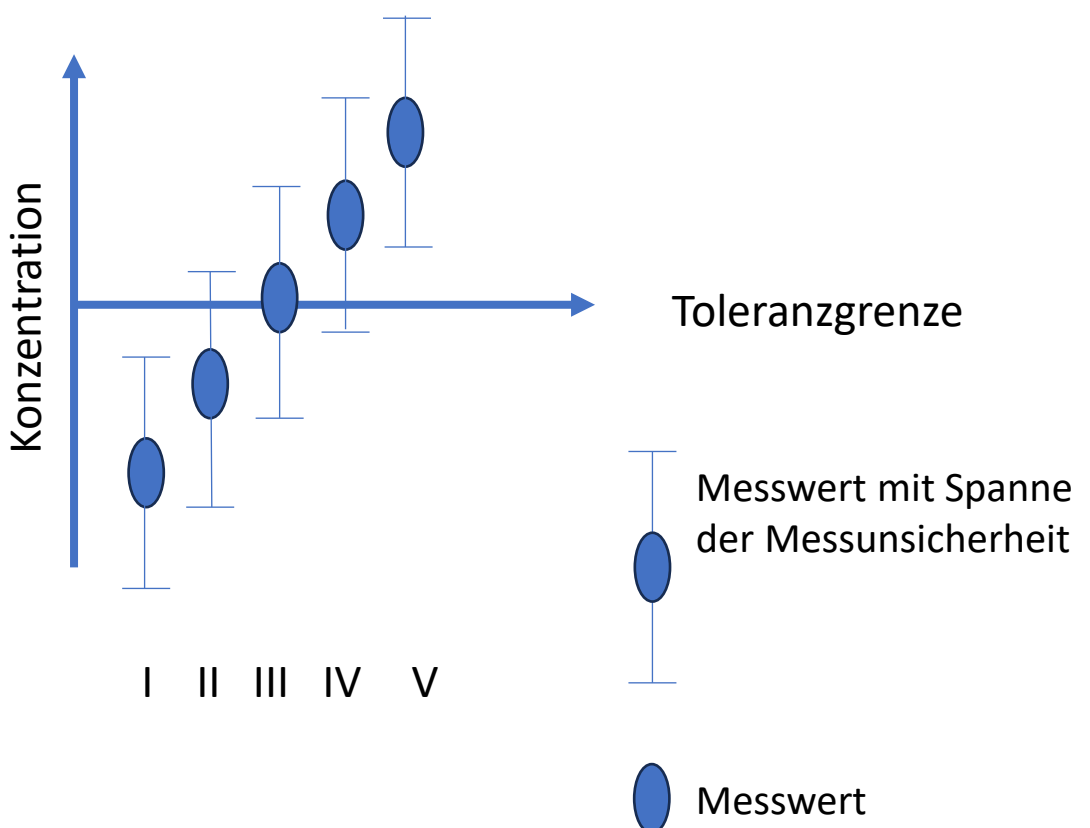 Konzentration
Toleranzgrenze
Messwert mit Spanne
der Messunsicherheit
I II III IV V
Messwert